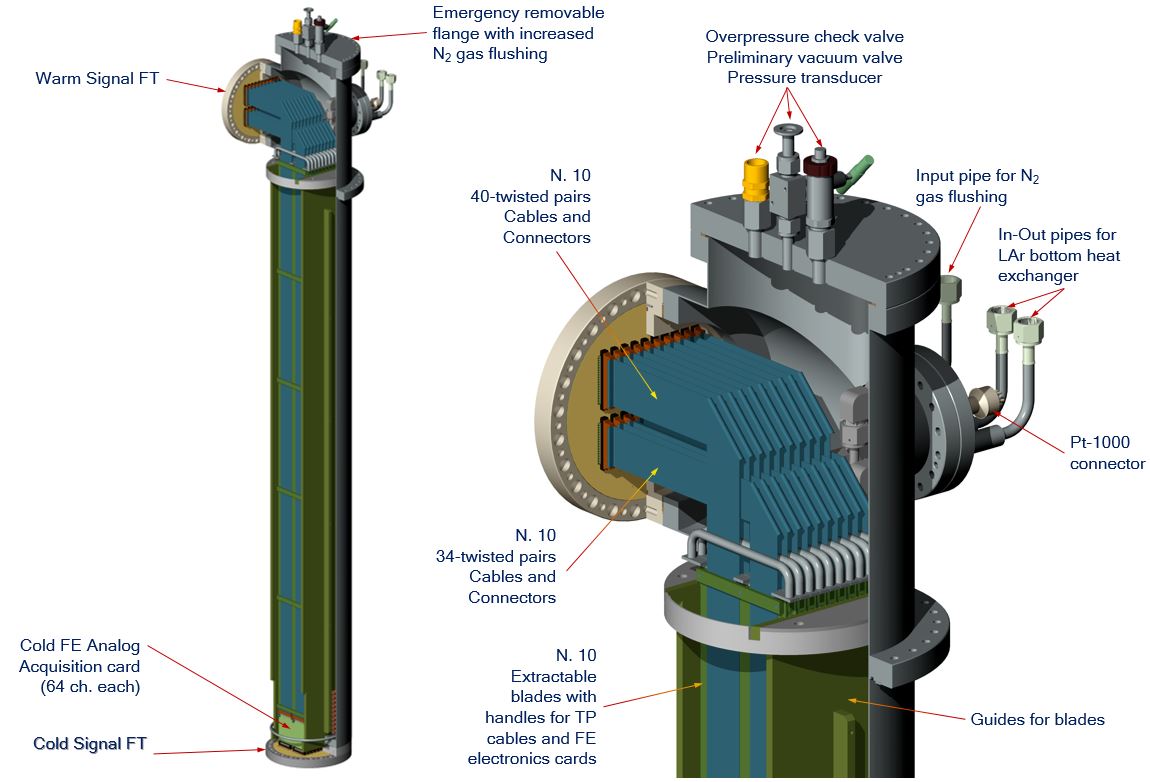 Emergency removable
flange with increased
N₂ gas flushing
Warm Signal FT
Overpressure check valve
Preliminary vacuum valve
Pressure transducer
N. 10
40-twisted pairs
Cables and
Connectors
Input pipe for N₂
gas flushing
In-Out pipes for
LAr bottom heat
exchanger
Pt-1000
connector
N. 10
34-twisted pairs
Cables and
Connectors
Cold FE Analog
Acquisition card
(64 ch. each)
Cold Signal FT
N. 10
Extractable
blades with
handles for TP
cables and FE
electronics cards
Guides for blades